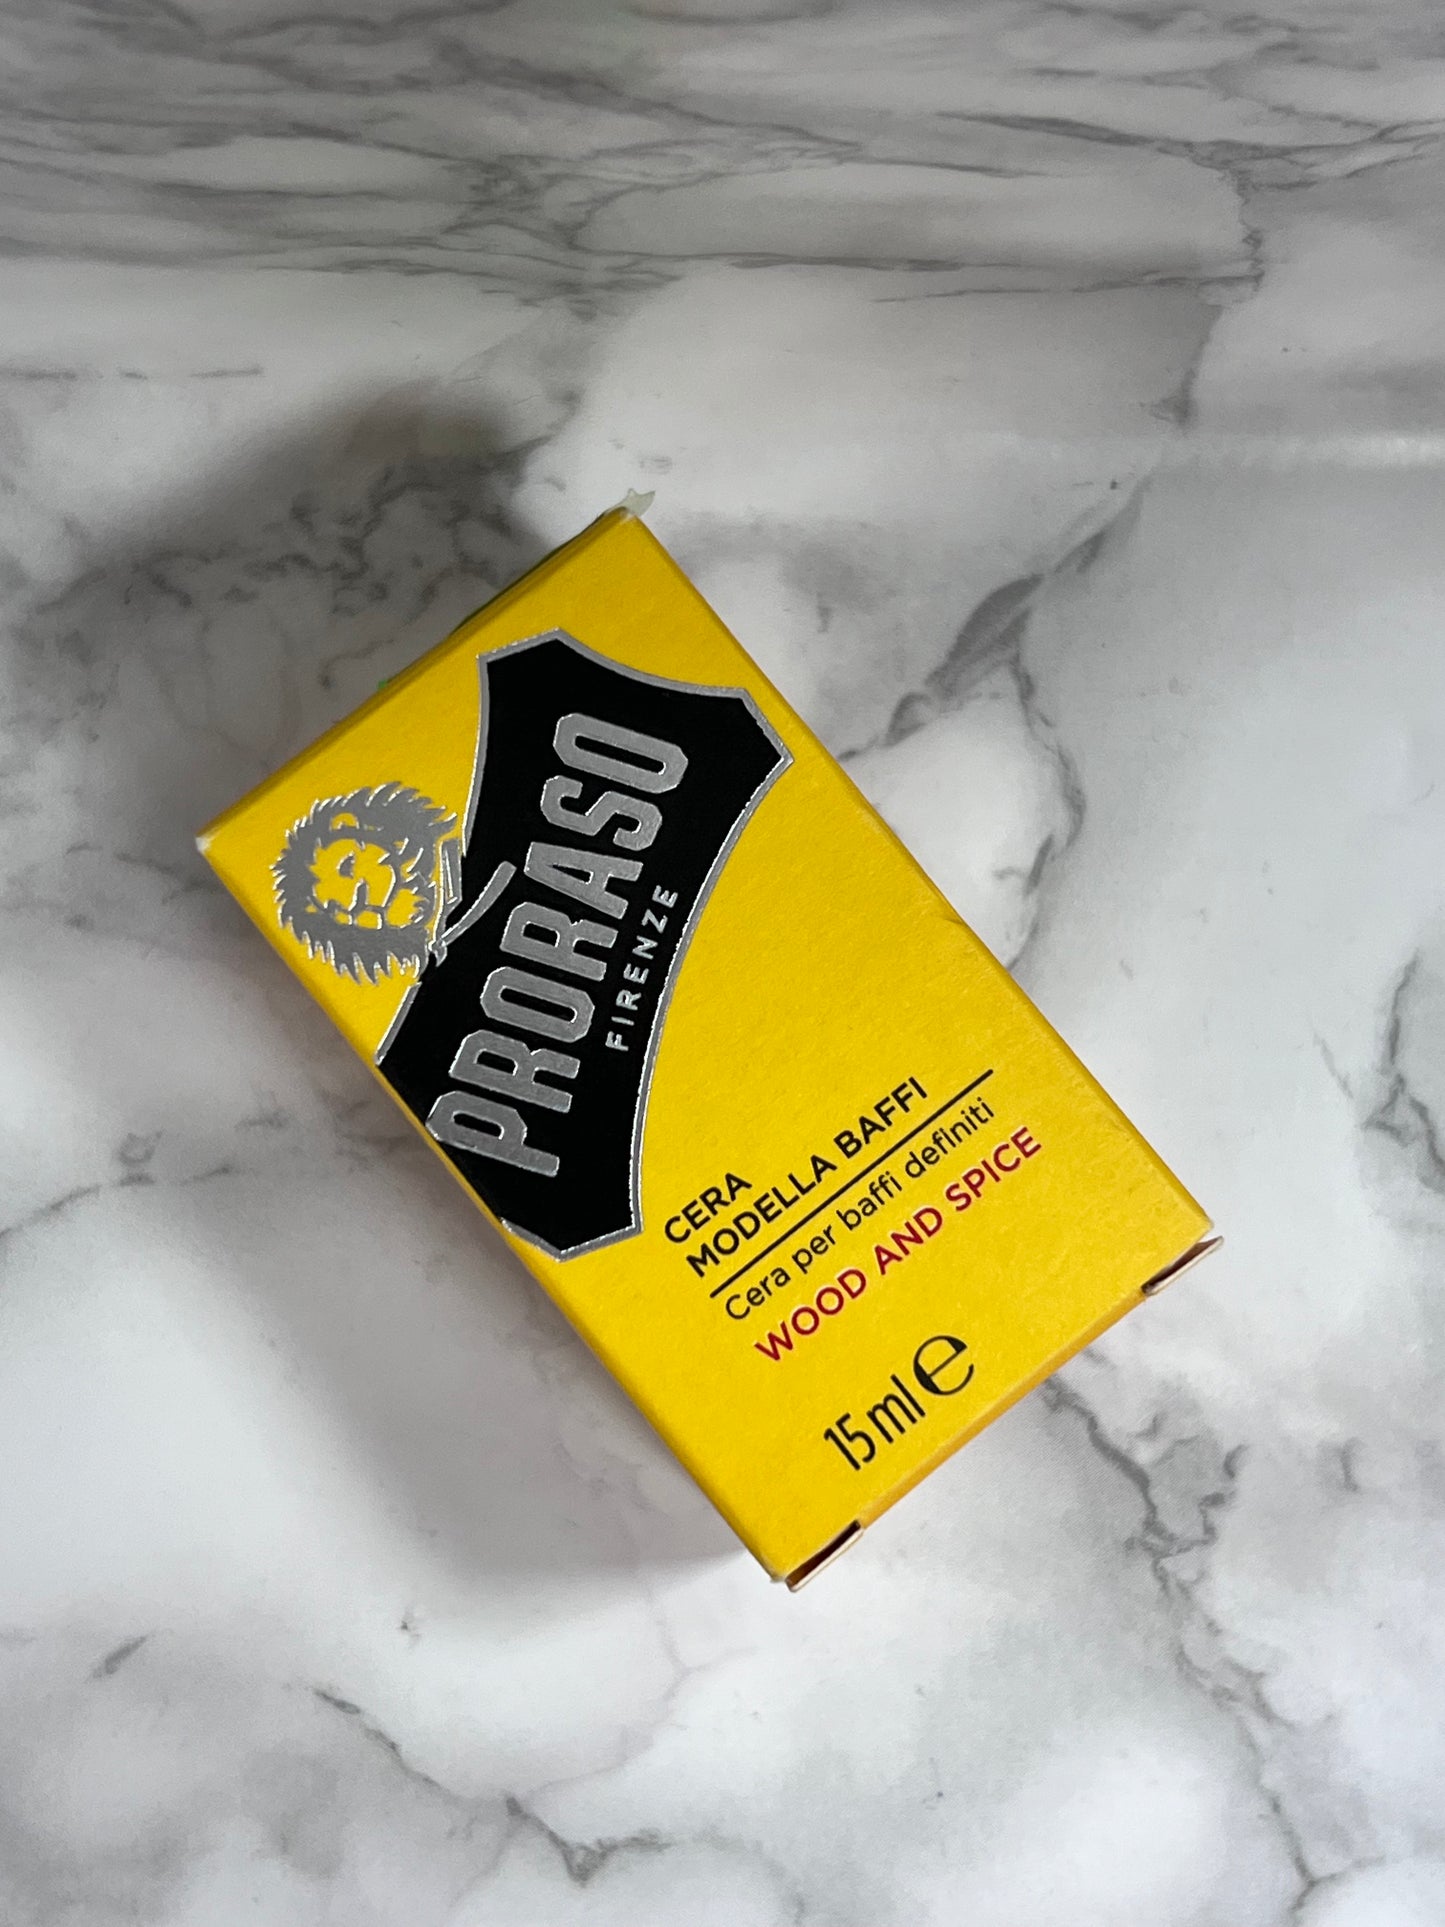 PRORASO
FIRENZE
CERA
MODELLA BAFFI
Cera per baffi definiti
WOOD AND SPICE
15 ml ℮